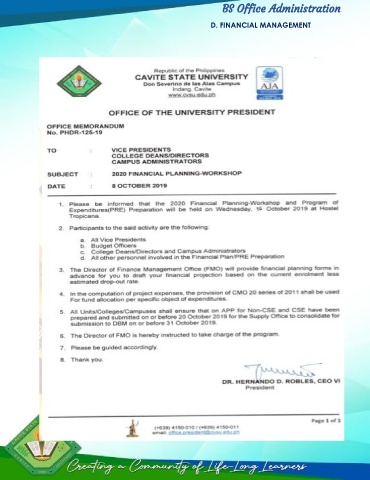 BS Office Administration
D. FINANCIAL MANAGEMENT
Republic of the Philippines
CAVITE STATE UNIVERSITY
Don Severino de las Alas Campus
Indang, Cavite
www.cvsu.edu.ph
AJA
OFFICE OF THE UNIVERSITY PRESIDENT
OFFICE MEMORANDUM
No. PHDR-125-19
TO : VICE PRESIDENTS
COLLEGE DEANS/DIRECTORS
CAMPUS ADMINISTRATORS
SUBJECT : 2020 FINANCIAL PLANNING-WORKSHOP
DATE : 8 OCTOBER 2019
1. Please be informed that the 2020 Financial Planning-Workshop and Program of
Expenditures(PRE) Preparation will be held on Wednesday, October 2019 at Hostel
Tropicana.
2. Participants to the said activity are the following:
a. All Vice Presidents
b. Budget Officers
c. College Deans/Directors and Campus Administrators
d. All other personnel involved in the Financial Plan/PRE Preparation
3. The Director of Finance Management Office (FMO) will provide financial planning forms in
advance for you to draft your financial projection based on the current enrolment less
estimated drop-out rate.
4. In the computation of project expenses, the provision of CMO 20 series of 2011 shall be used
For fund allocation per specific object of expenditures.
5. All Units/Colleges/Campuses shall ensure that on APP for Non-CSE and CSE have been
prepared and submitted on or before 20 October 2019 for the Supply Office to consolidate for
submission to DBM on or before 31 October 2019.
6. The Director of FMO is hereby instructed to take charge of the program.
7. Please be guided accordingly.
8. Thank you.
DR. HERNANDO D. ROBLES, CEO VI
President
Page 1 of 1
(+639) 4150-010 / (+639) 4150-011
email: office.president@cvsu.edu.ph
Creating a Community of Life-Long Learners